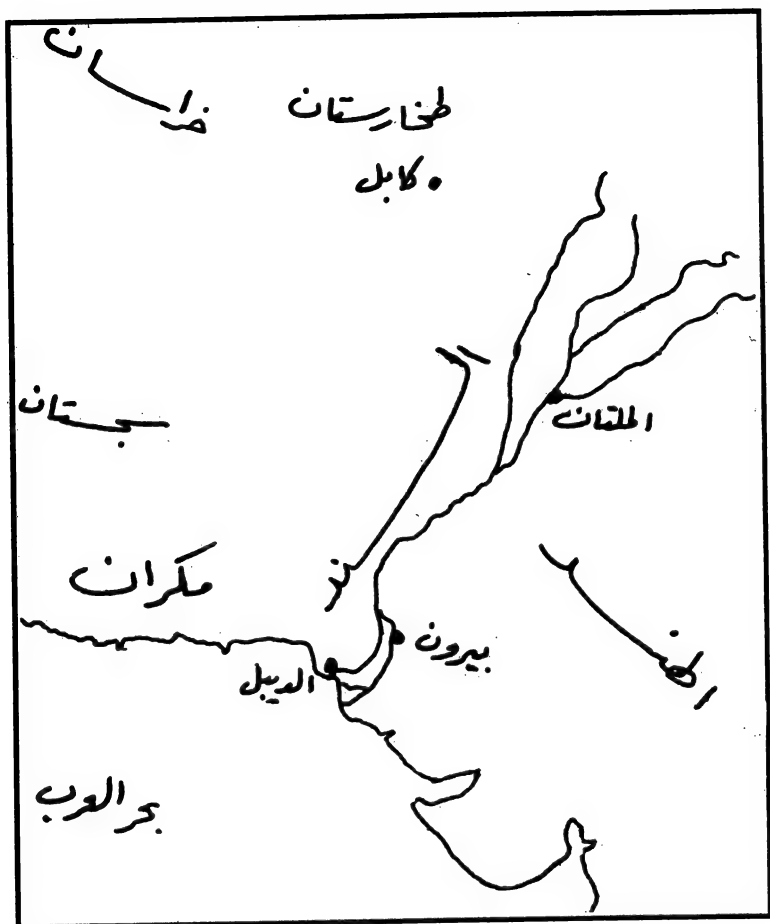 خراسان
طخارستان
كابل
سجستان
الملتان
السند
مكران
بيرون
الديبل
الهند
بحر العرب